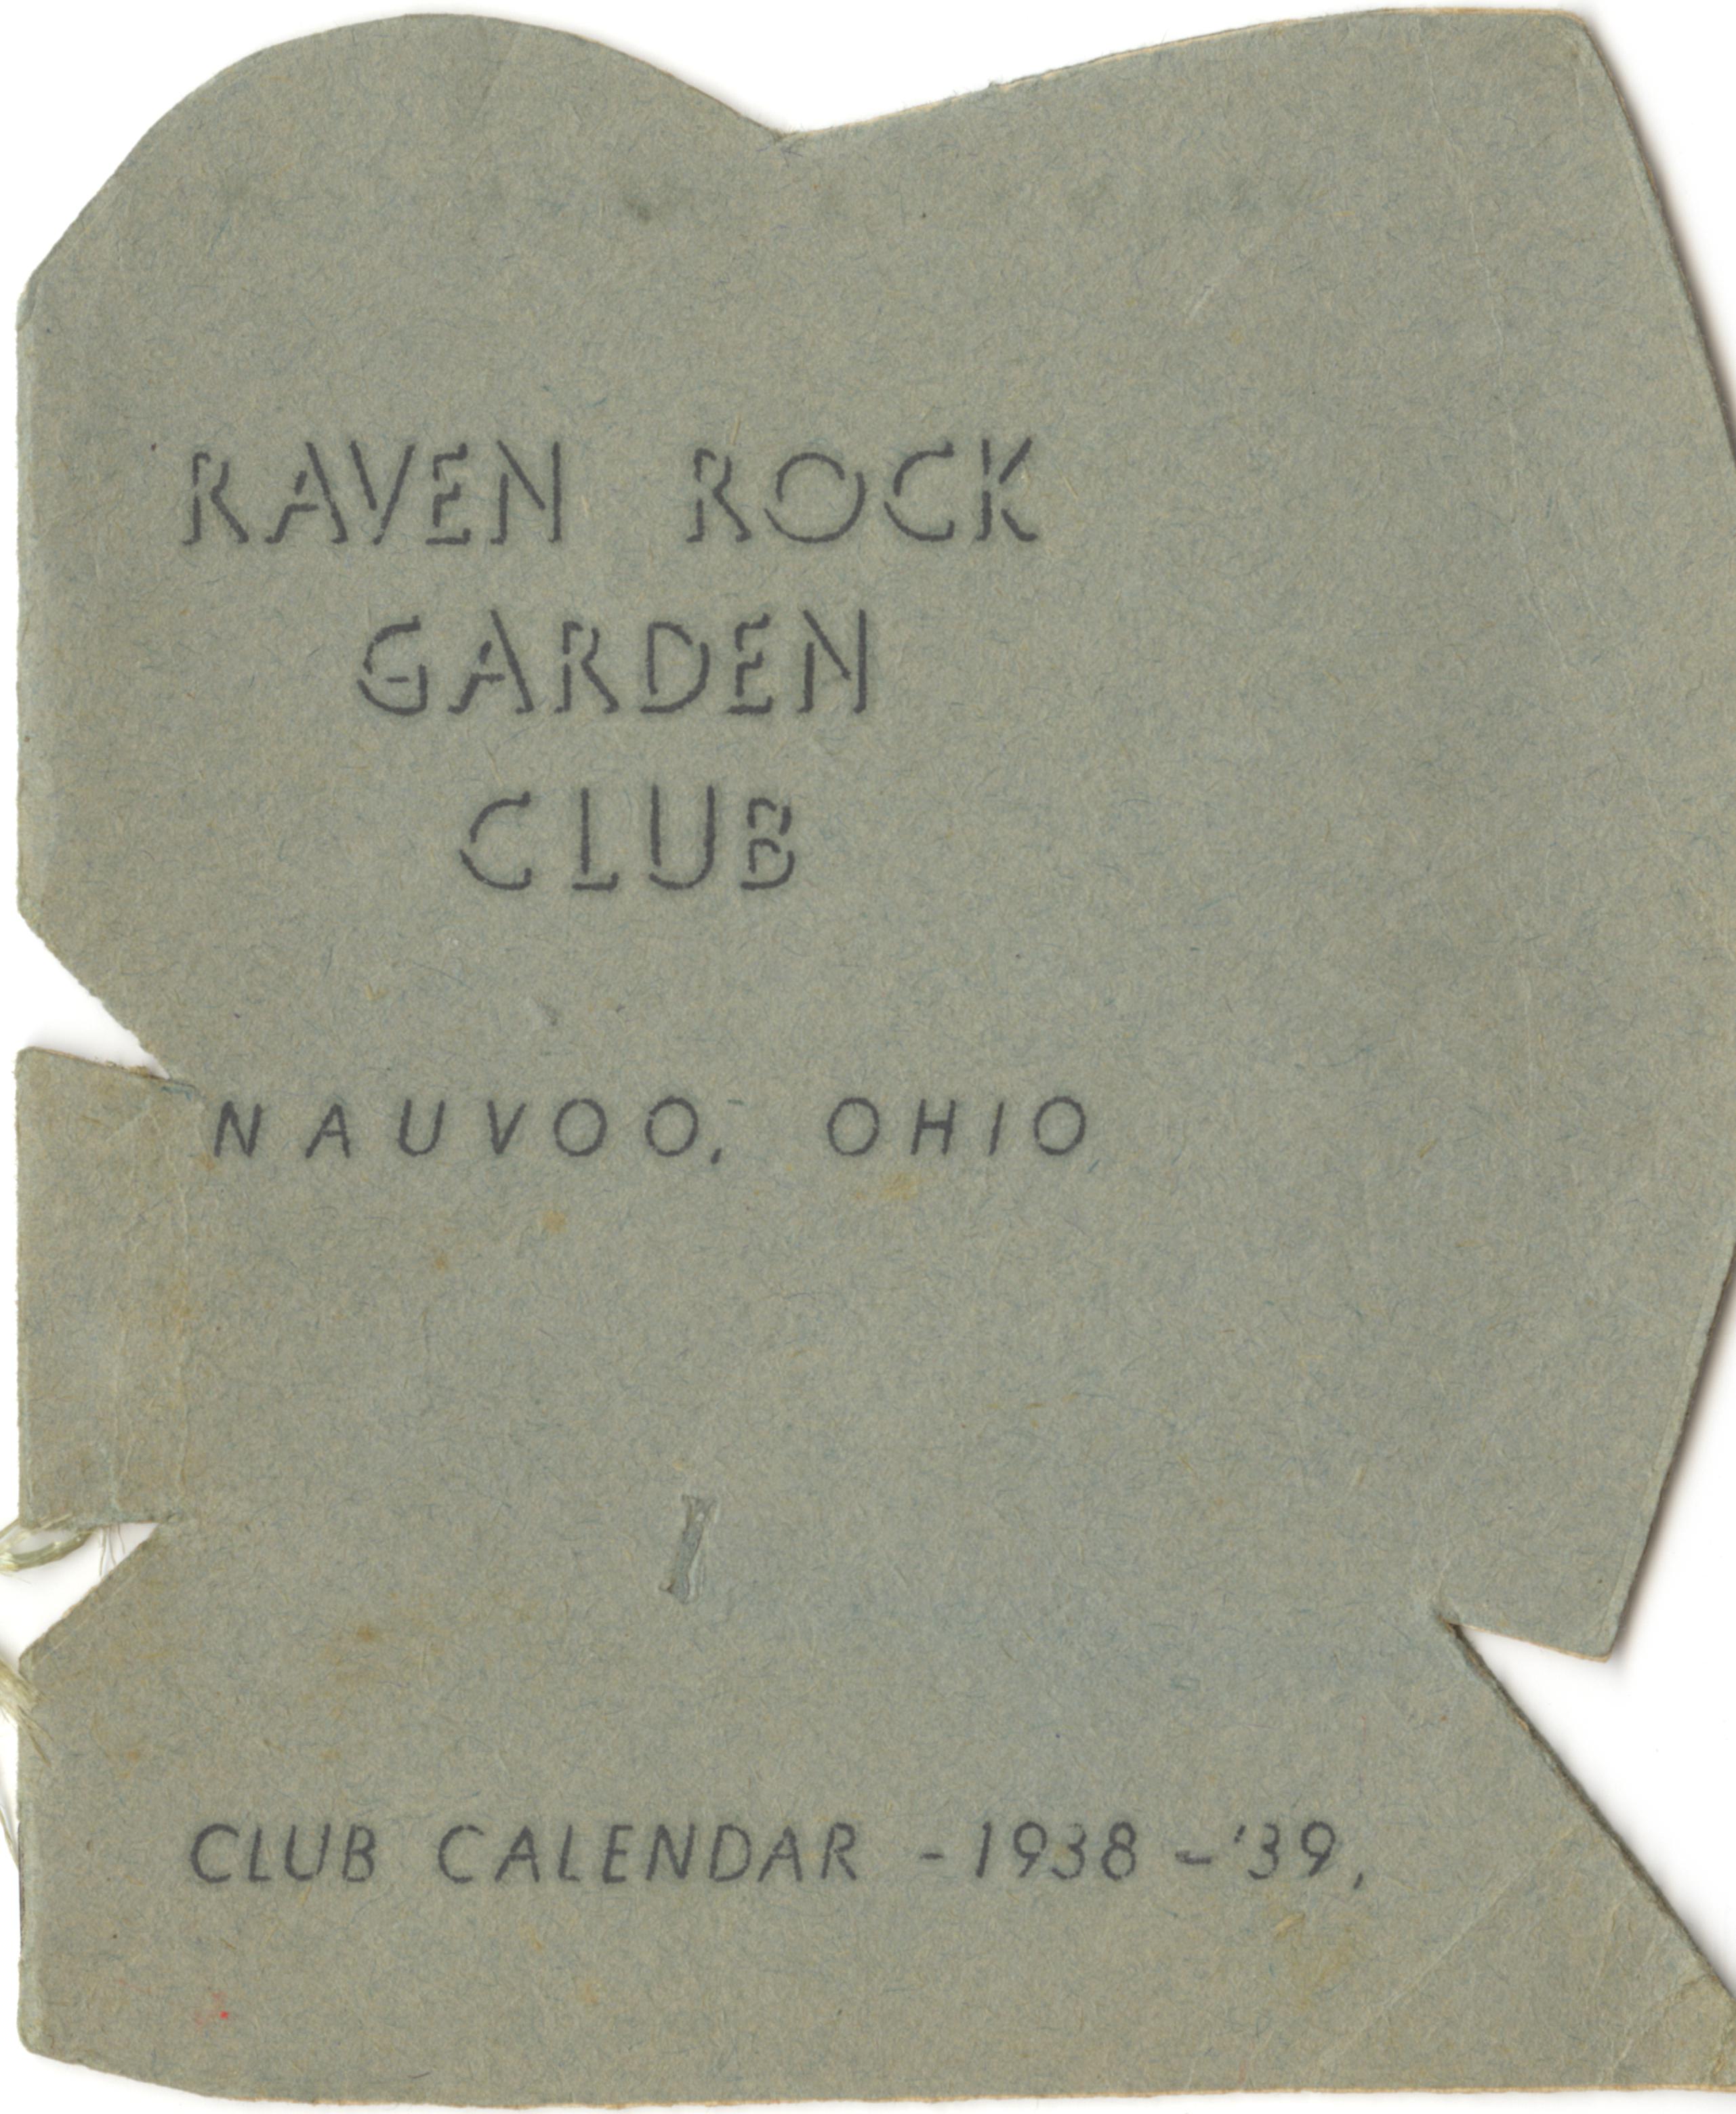 RAVEN ROCK
GARDEN
CLUB
NAUVOO, OHIO
CLUB CALENDAR - 1938 - '39,